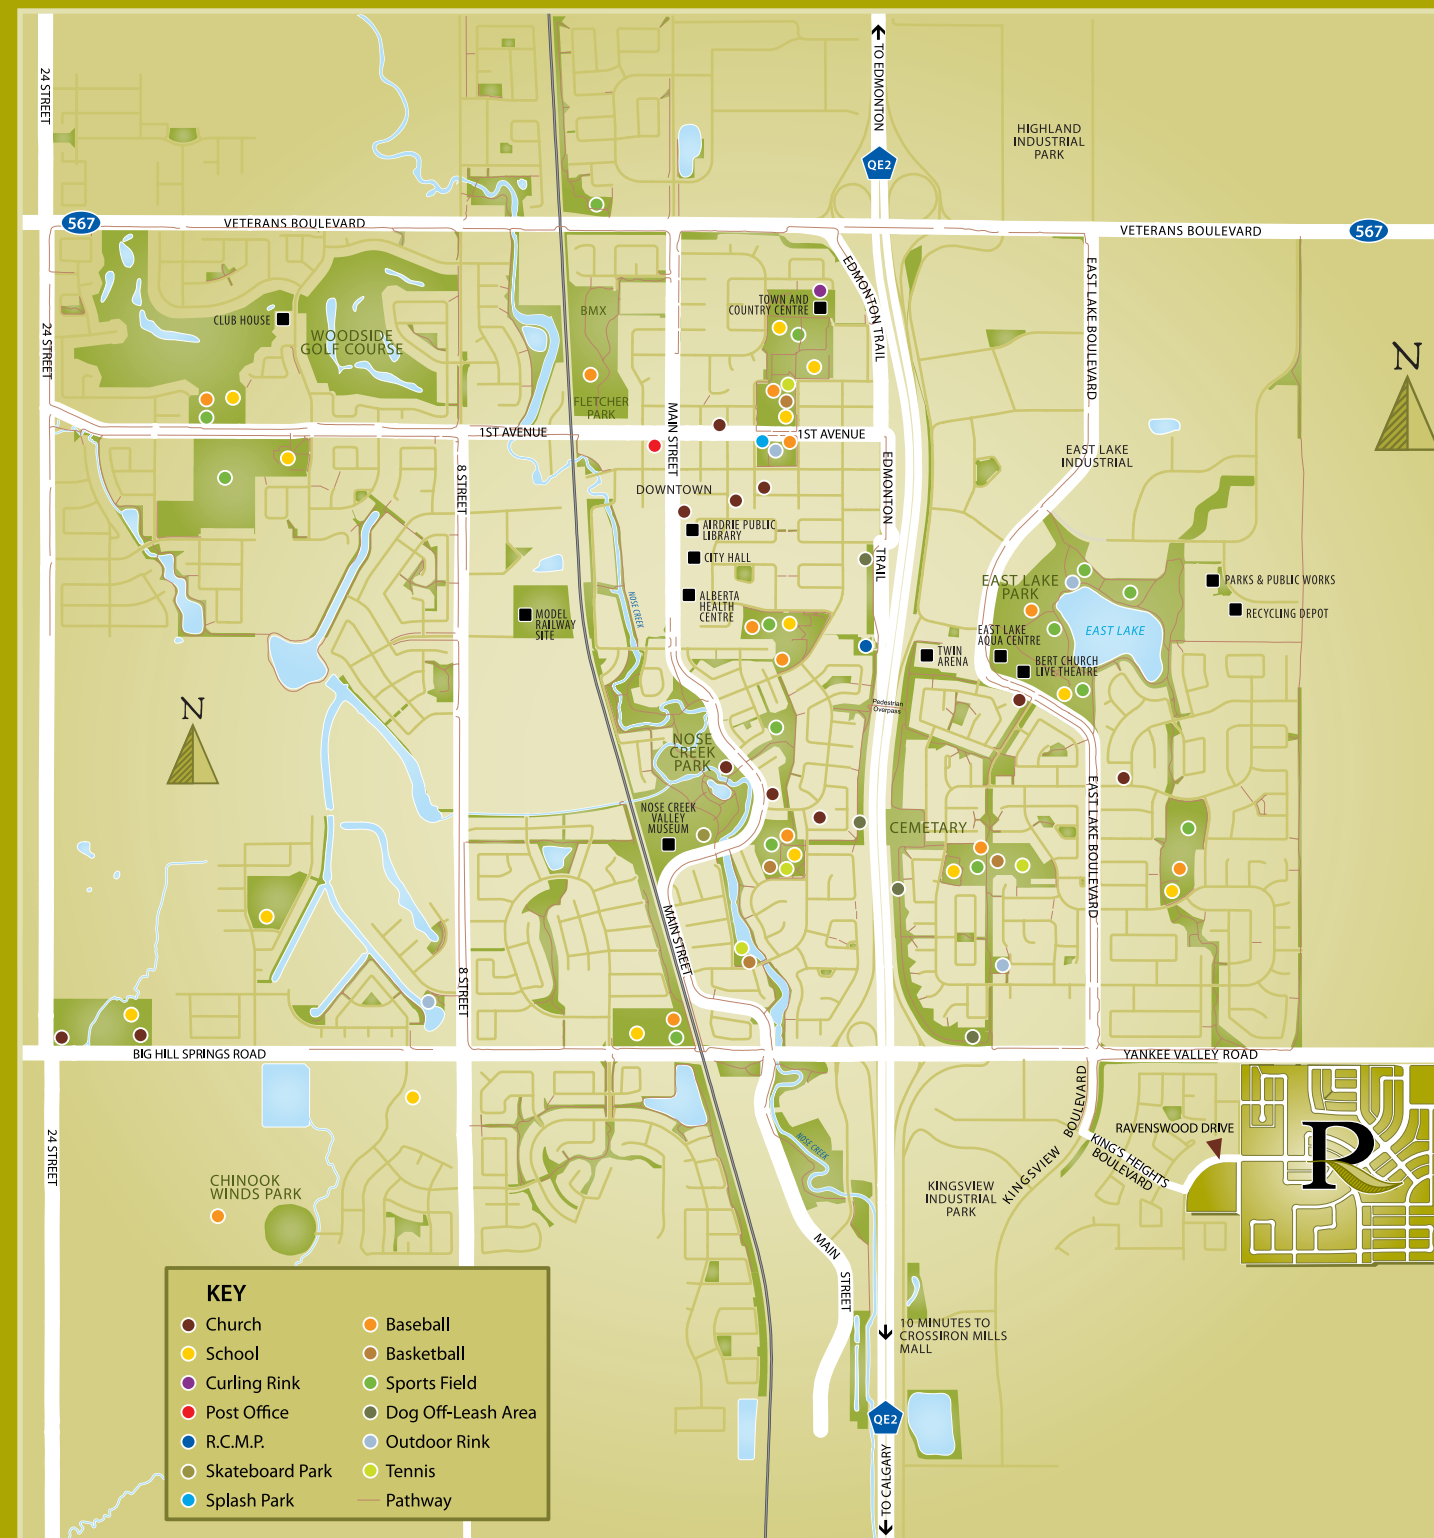 TO EDMONTON
24 STREET
HIGHLAND
INDUSTRIAL
PARK
QE2
567
VETERANS BOULEVARD
VETERANS BOULEVARD
567
EDMONTON TRAIL
EAST LAKE BOULEVARD
TOWN AND
COUNTRY CENTRE
BMX
CLUB HOUSE
WOODSIDE
GOLF COURSE
24 STREET
N
FLETCHER
PARK
MAIN STREET
1ST AVENUE
1ST AVENUE
EAST LAKE
INDUSTRIAL
8 STREET
EDMONTON
TRAIL
DOWNTOWN
AIRDRIE PUBLIC
LIBRARY
CITY HALL
ALBERTA
HEALTH
CENTRE
NOSE CREEK
MODEL
RAILWAY
SITE
EAST LAKE
PARK
PARKS & PUBLIC WORKS
RECYCLING DEPOT
EAST LAKE
EAST LAKE
AQUA CENTRE
TWIN
ARENA
BERT CHURCH
LIVE THEATRE
Pedestrian
Overpass
N
NOSE
CREEK
PARK
NOSE CREEK
VALLEY
MUSEUM
CEMETARY
EAST LAKE BOULEVARD
MAIN STREET
8 STREET
BIG HILL SPRINGS ROAD
YANKEE VALLEY ROAD
KINGSVIEW
BOULEVARD
RAVENSWOOD DRIVE
KING'S HEIGHTS
BOULEVARD
R
24 STREET
NOSE CREEK
CHINOOK
WINDS PARK
KINGSVIEW
INDUSTRIAL
PARK
MAIN
STREET
10 MINUTES TO
CROSSIRON MILLS
MALL
QE2
TO CALGARY
KEY
Church
School
Curling Rink
Post Office
R.C.M.P.
Skateboard Park
Splash Park
Baseball
Basketball
Sports Field
Dog Off-Leash Area
Outdoor Rink
Tennis
Pathway